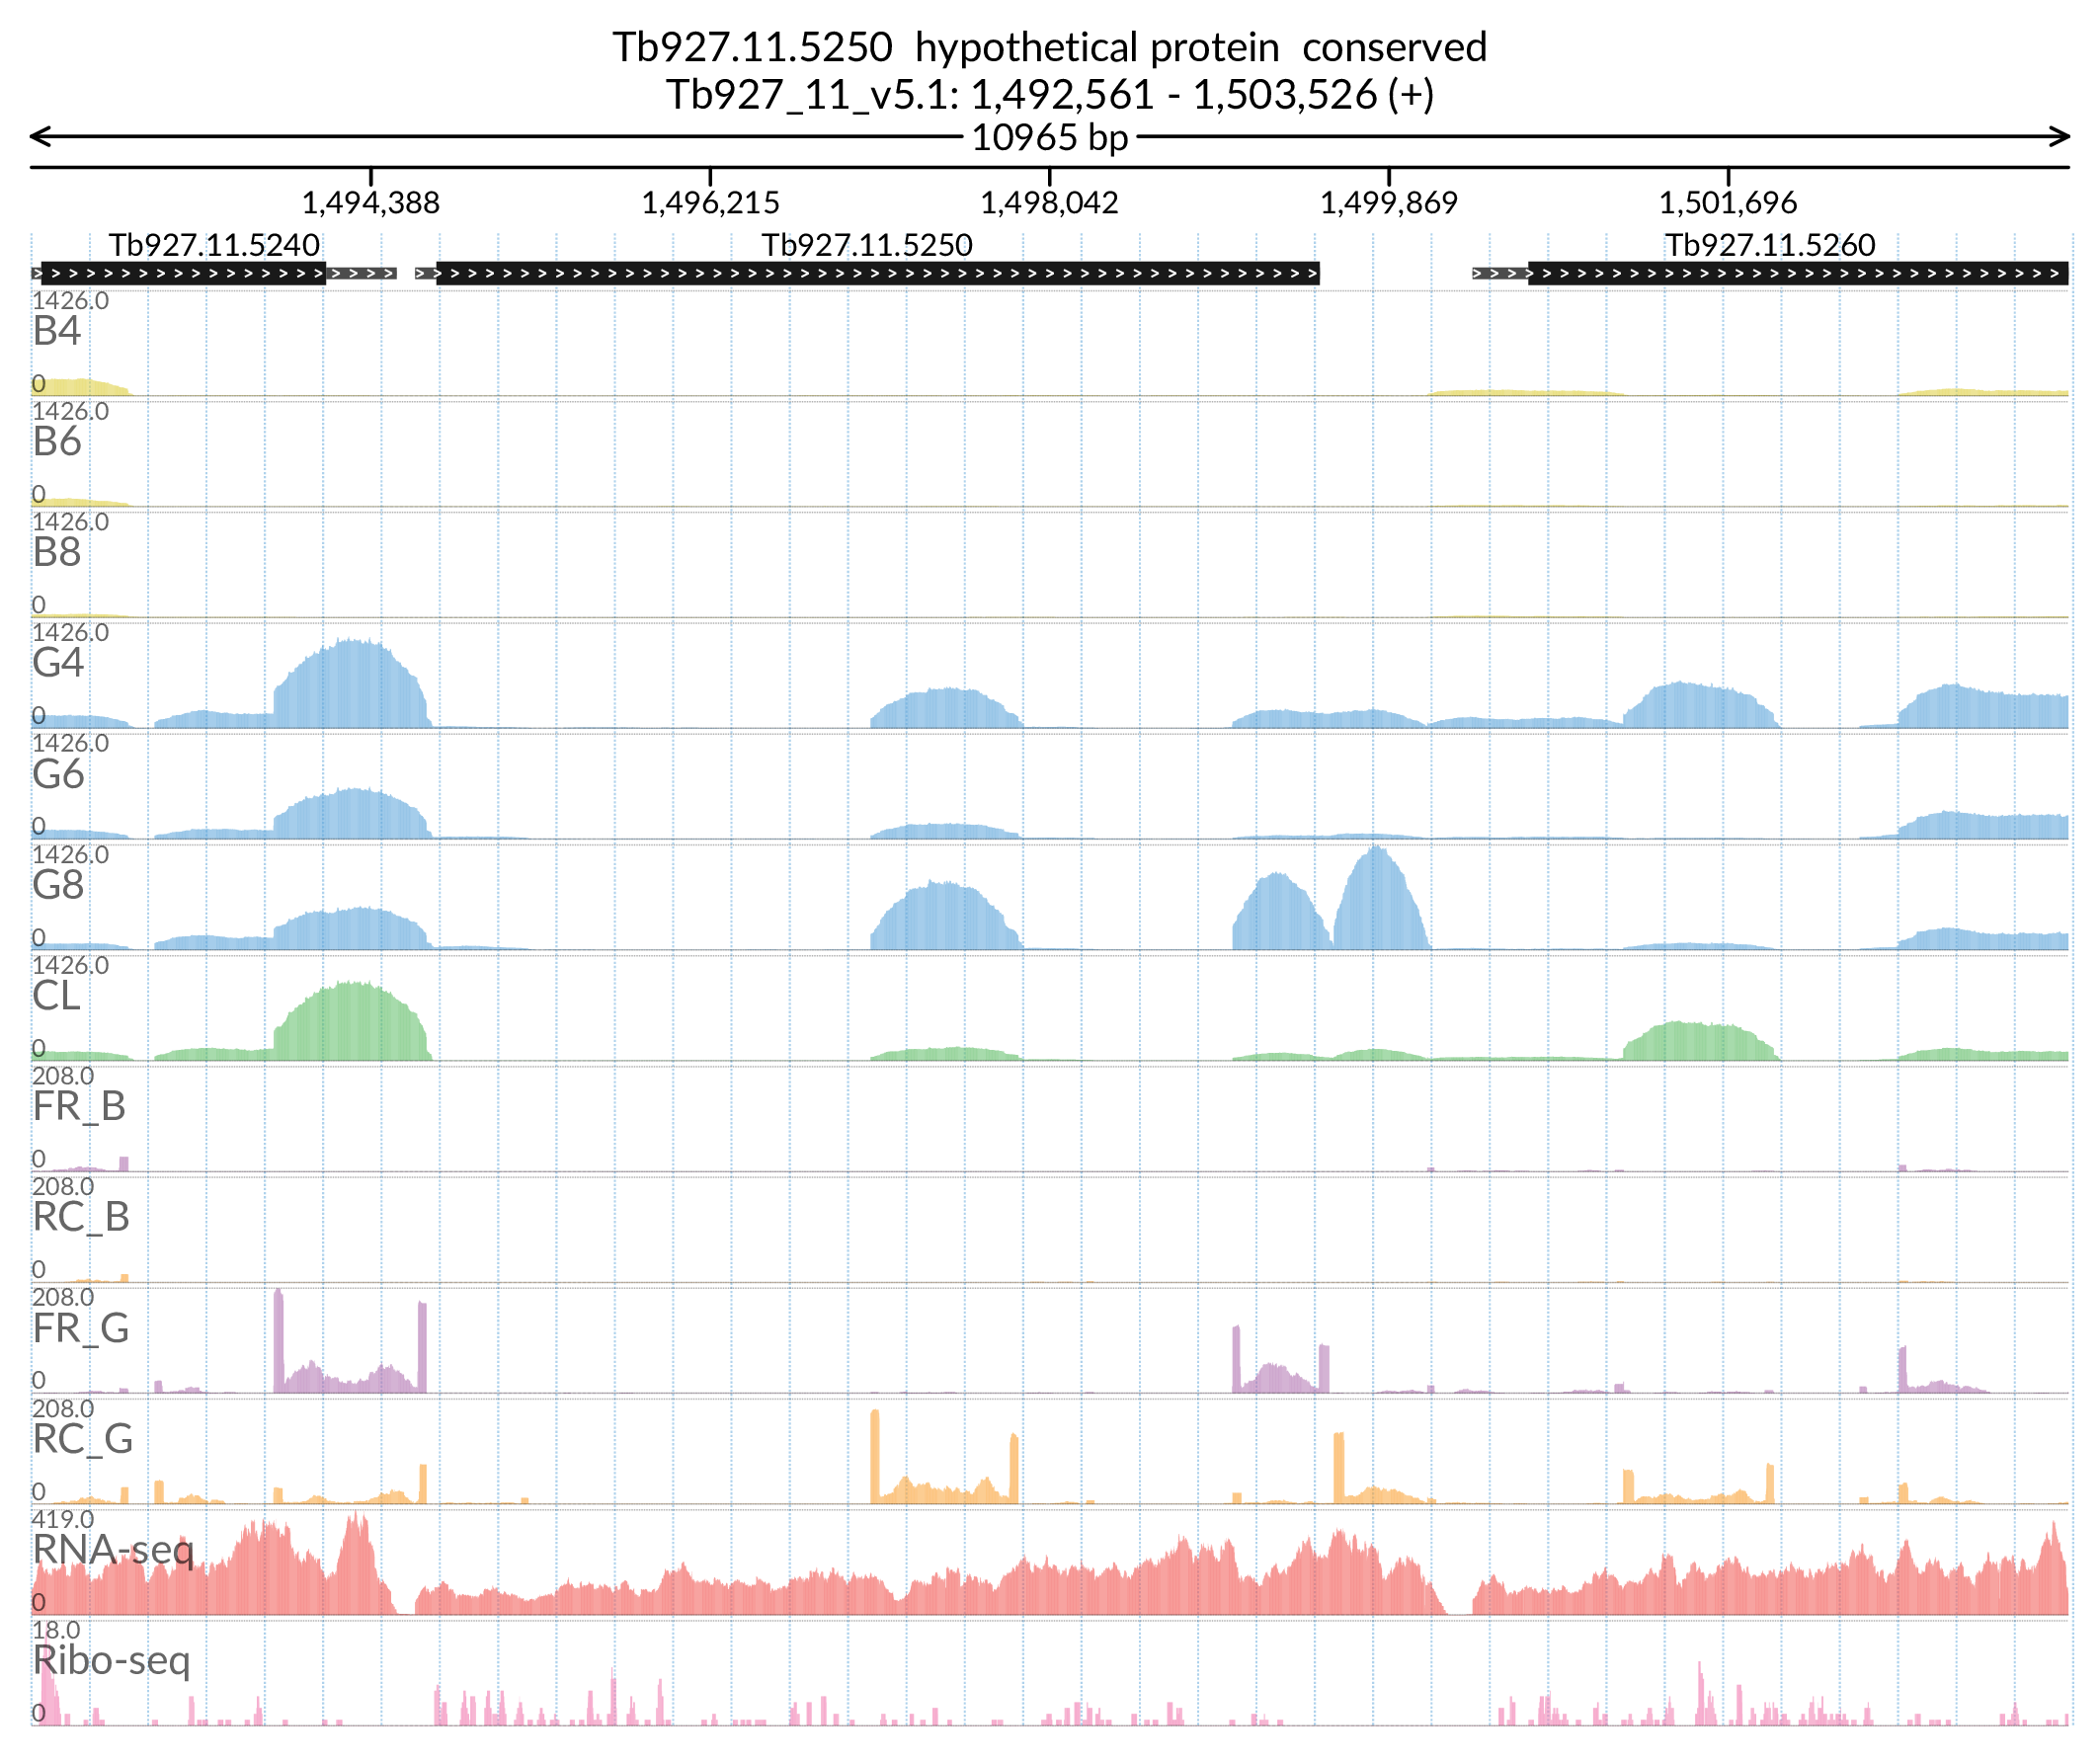 Tb927.11.5250 hypothetical protein conserved
Tb927_11_v5.1: 1,492,561 - 1,503,526 (+)
10965 bp
1,494,388 1,496,215 1,498,042 1,499,869 1,501,696
Tb927.11.5240 Tb927.11.5250 Tb927.11.5260
1426.0
B4
0
1426.0
B6
0
1426.0
B8
0
1426.0
G4
0
1426.0
G6
0
1426.0
G8
0
1426.0
CL
0
208.0
FR_B
0
208.0
RC_B
0
208.0
FR_G
0
208.0
RC_G
0
419.0
RNA-seq
0
18.0
Ribo-seq
0